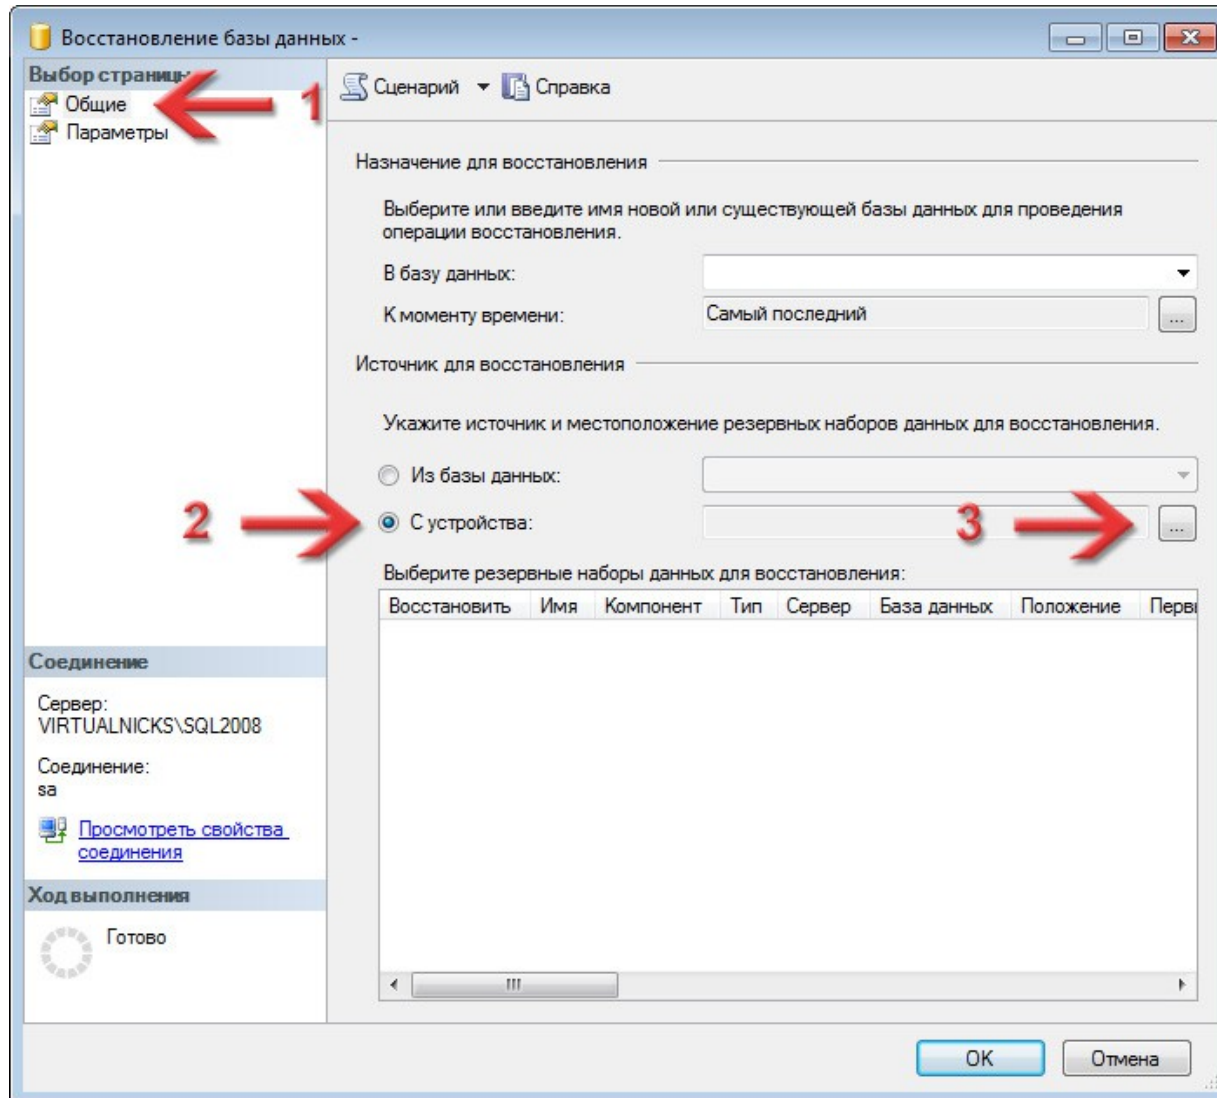 Восстановление базы данных -
Выбор страницы
Общие
1
Параметры
Сценарий
Справка
Назначение для восстановления
Выберите или введите имя новой или существующей базы данных для проведения
операции восстановления.
В базу данных:
К моменту времени:
Самый последний
...
Источник для восстановления
Укажите источник и местоположение резервных наборов данных для восстановления.
Из базы данных:
2
С устройства:
3
...
Выберите резервные наборы данных для восстановления:
Восстановить Имя Компонент Тип Сервер База данных Положение
Соединение
Сервер:
VIRTUALNICKS\SQL2008
Соединение:
sa
Просмотреть свойства
соединения
Ход выполнения
Готово
OK
Отмена